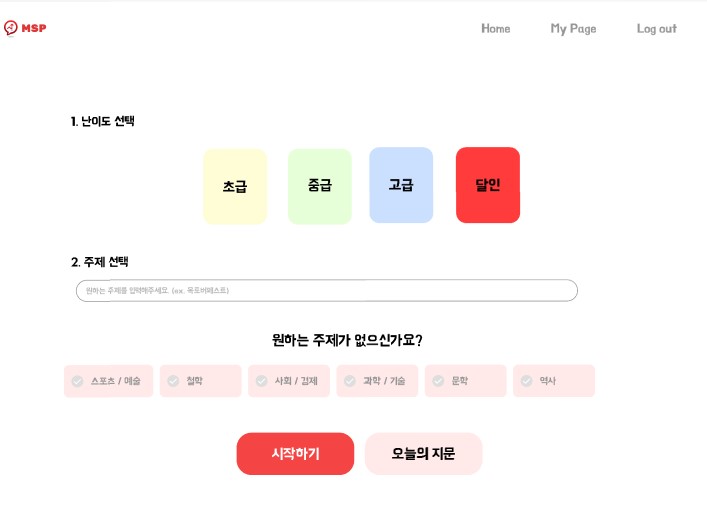 MSP
Home My Page Log out
1. 난이도 선택
초급 중급 고급 달인
2. 주제 선택
원하는 주제를 입력해주세요. (ex. 옥토버페스트)
원하는 주제가 없으신가요?
스포츠 / 예술 철학 사회 / 경제 과학 / 기술 문학 역사
시작하기 오늘의 지문